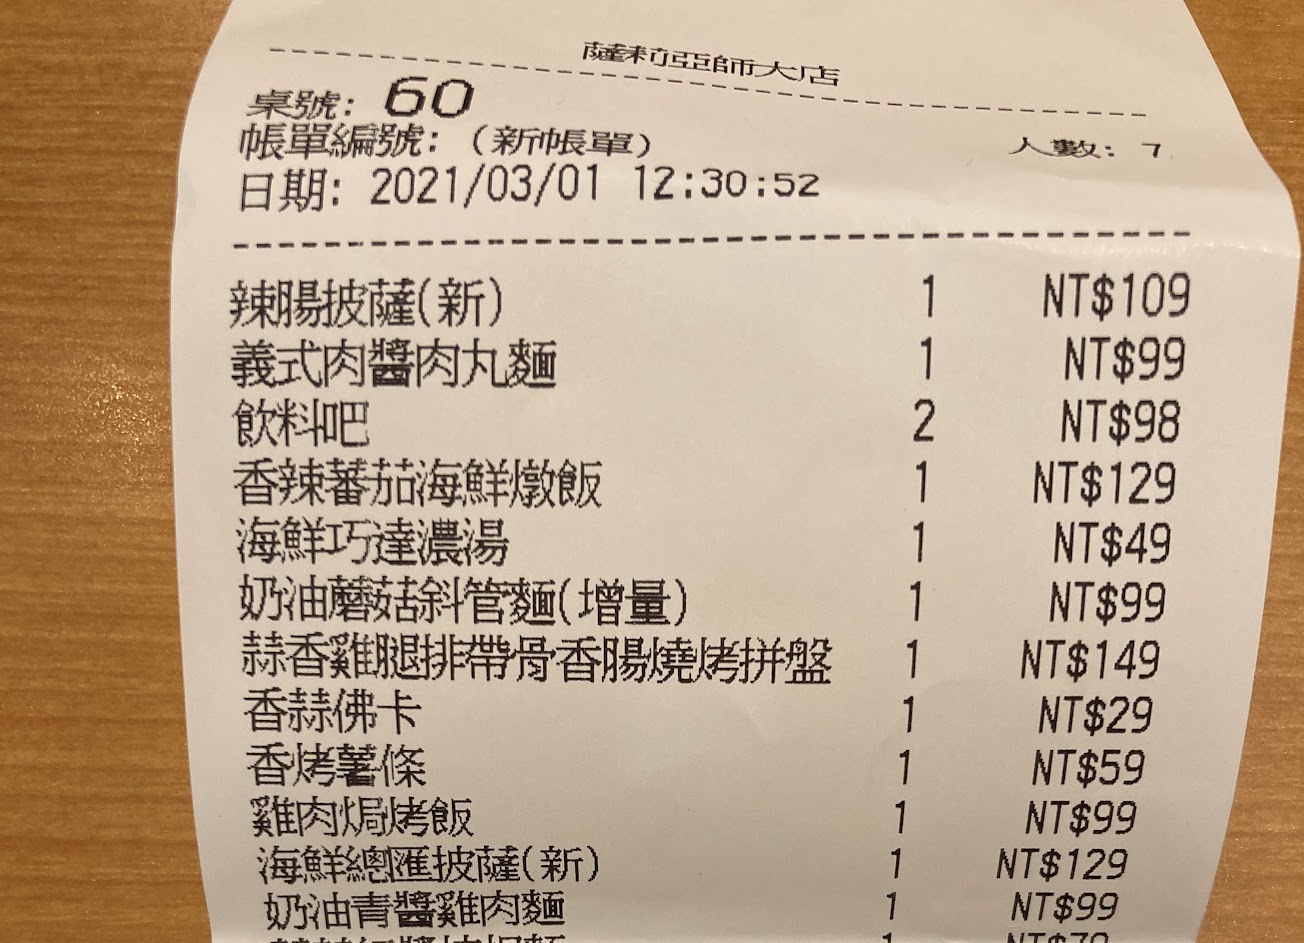 薩莉亞師大店
桌號: 60
帳單編號: (新帳單) 人數: 7
日期: 2021/03/01 12:30:52
辣腸披薩(新) 1 NT$109
義式肉醬肉丸麵 1 NT$99
飲料吧 2 NT$98
香辣蕃茄海鮮燉飯 1 NT$129
海鮮巧達濃湯 1 NT$49
奶油蘑菇斜管麵(增量) 1 NT$99
蒜香雞腿排帶骨香腸燒烤拼盤 1 NT$149
香蒜佛卡 1 NT$29
香烤薯條 1 NT$59
雞肉焗烤飯 1 NT$99
海鮮總匯披薩(新) 1 NT$129
奶油青醬雞肉麵 1 NT$99
1 NT$79